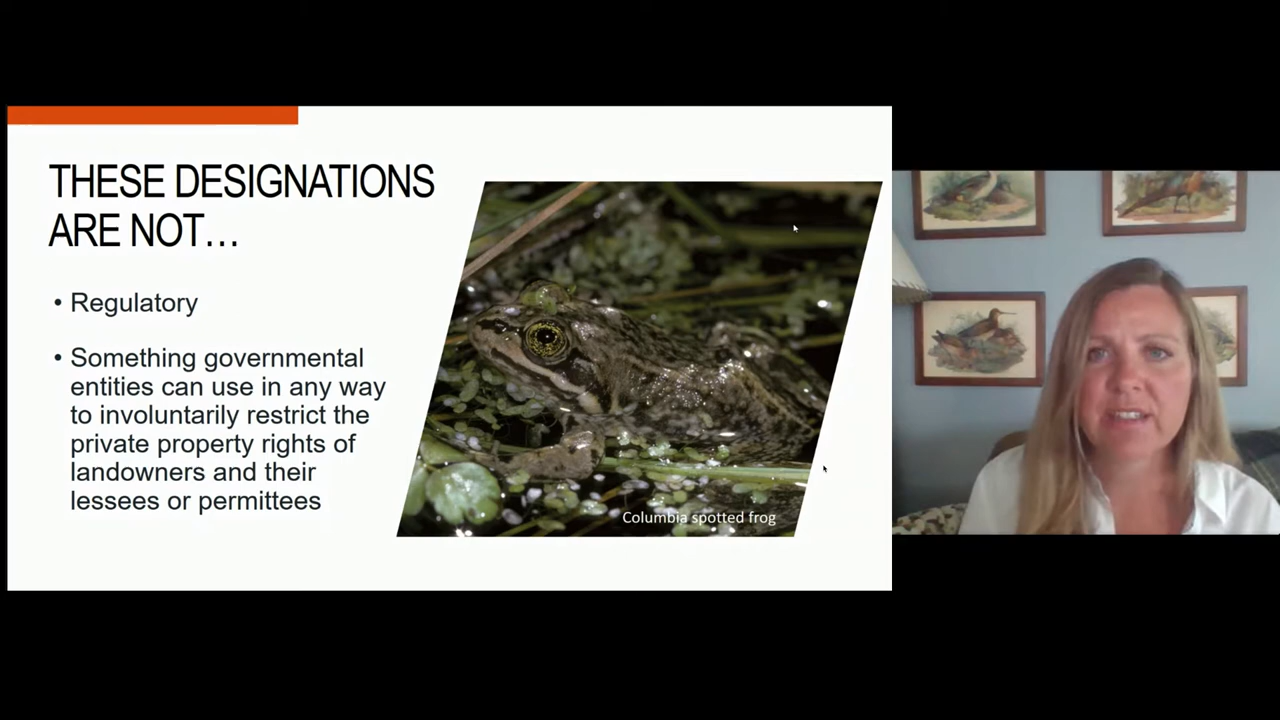 THESE DESIGNATIONS
ARE NOT…
• Regulatory
• Something governmental
entities can use in any way
to involuntarily restrict the
private property rights of
landowners and their
lessees or permittees
Columbia spotted frog